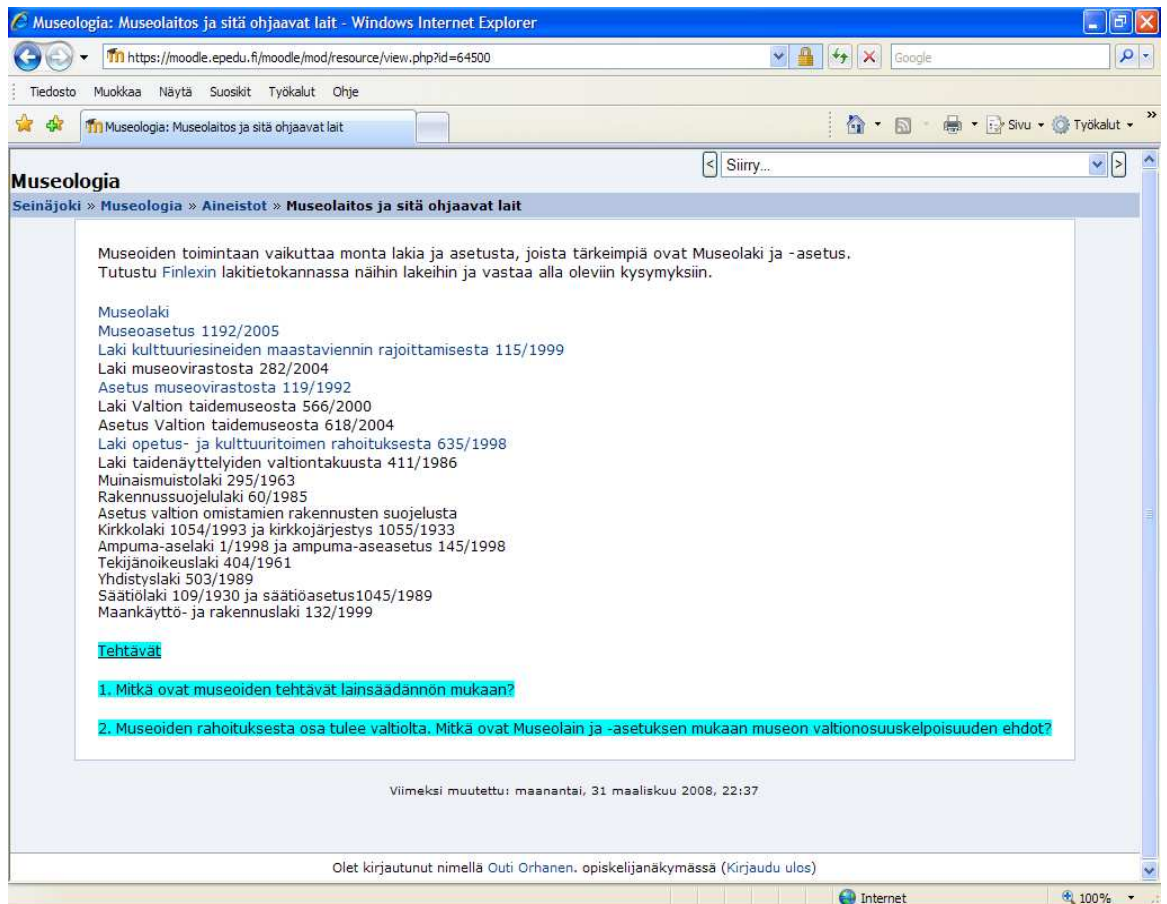 Museologia: Museolaitos ja sitä ohjaavat lait - Windows Internet Explorer
https://moodle.epedu.fi/moodle/mod/resource/view.php?id=64500
Google
Tiedosto Muokkaa Näytä Suosikit Työkalut Ohje
Museologia: Museolaitos ja sitä ohjaavat lait
Sivu Työkalut »
< Siirry... >
Museologia
Seinäjoki » Museologia » Aineistot » Museolaitos ja sitä ohjaavat lait
Museoiden toimintaan vaikuttaa monta lakia ja asetusta, joista tärkeimpiä ovat Museolaki ja -asetus.
Tutustu Finlexin lakitietokannassa näihin lakeihin ja vastaa alla oleviin kysymyksiin.
Museolaki
Museoasetus 1192/2005
Laki kulttuuriesineiden maastaviennin rajoittamisesta 115/1999
Laki museovirastosta 282/2004
Asetus museovirastosta 119/1992
Laki Valtion taidemuseosta 566/2000
Asetus Valtion taidemuseosta 618/2004
Laki opetus- ja kulttuuritoimen rahoituksesta 635/1998
Laki taidenäyttelyiden valtiontakuusta 411/1986
Muinaismuistolaki 295/1963
Rakennussuojelulaki 60/1985
Asetus valtion omistamien rakennusten suojelusta
Kirkkolaki 1054/1993 ja kirkkojärjestys 1055/1933
Ampuma-aselaki 1/1998 ja ampuma-aseasetus 145/1998
Tekijänoikeuslaki 404/1961
Yhdistyslaki 503/1989
Säätiölaki 109/1930 ja säätiöasetus1045/1989
Maankäyttö- ja rakennuslaki 132/1999
Tehtävät
1. Mitkä ovat museoiden tehtävät lainsäädännön mukaan?
2. Museoiden rahoituksesta osa tulee valtiolta. Mitkä ovat Museolain ja -asetuksen mukaan museon valtionosuuskelpoisuuden ehdot?
Viimeksi muutettu: maanantai, 31 maaliskuu 2008, 22:37
Olet kirjautunut nimellä Outi Orhanen. opiskelijanäkymässä (Kirjaudu ulos)
Internet 100%